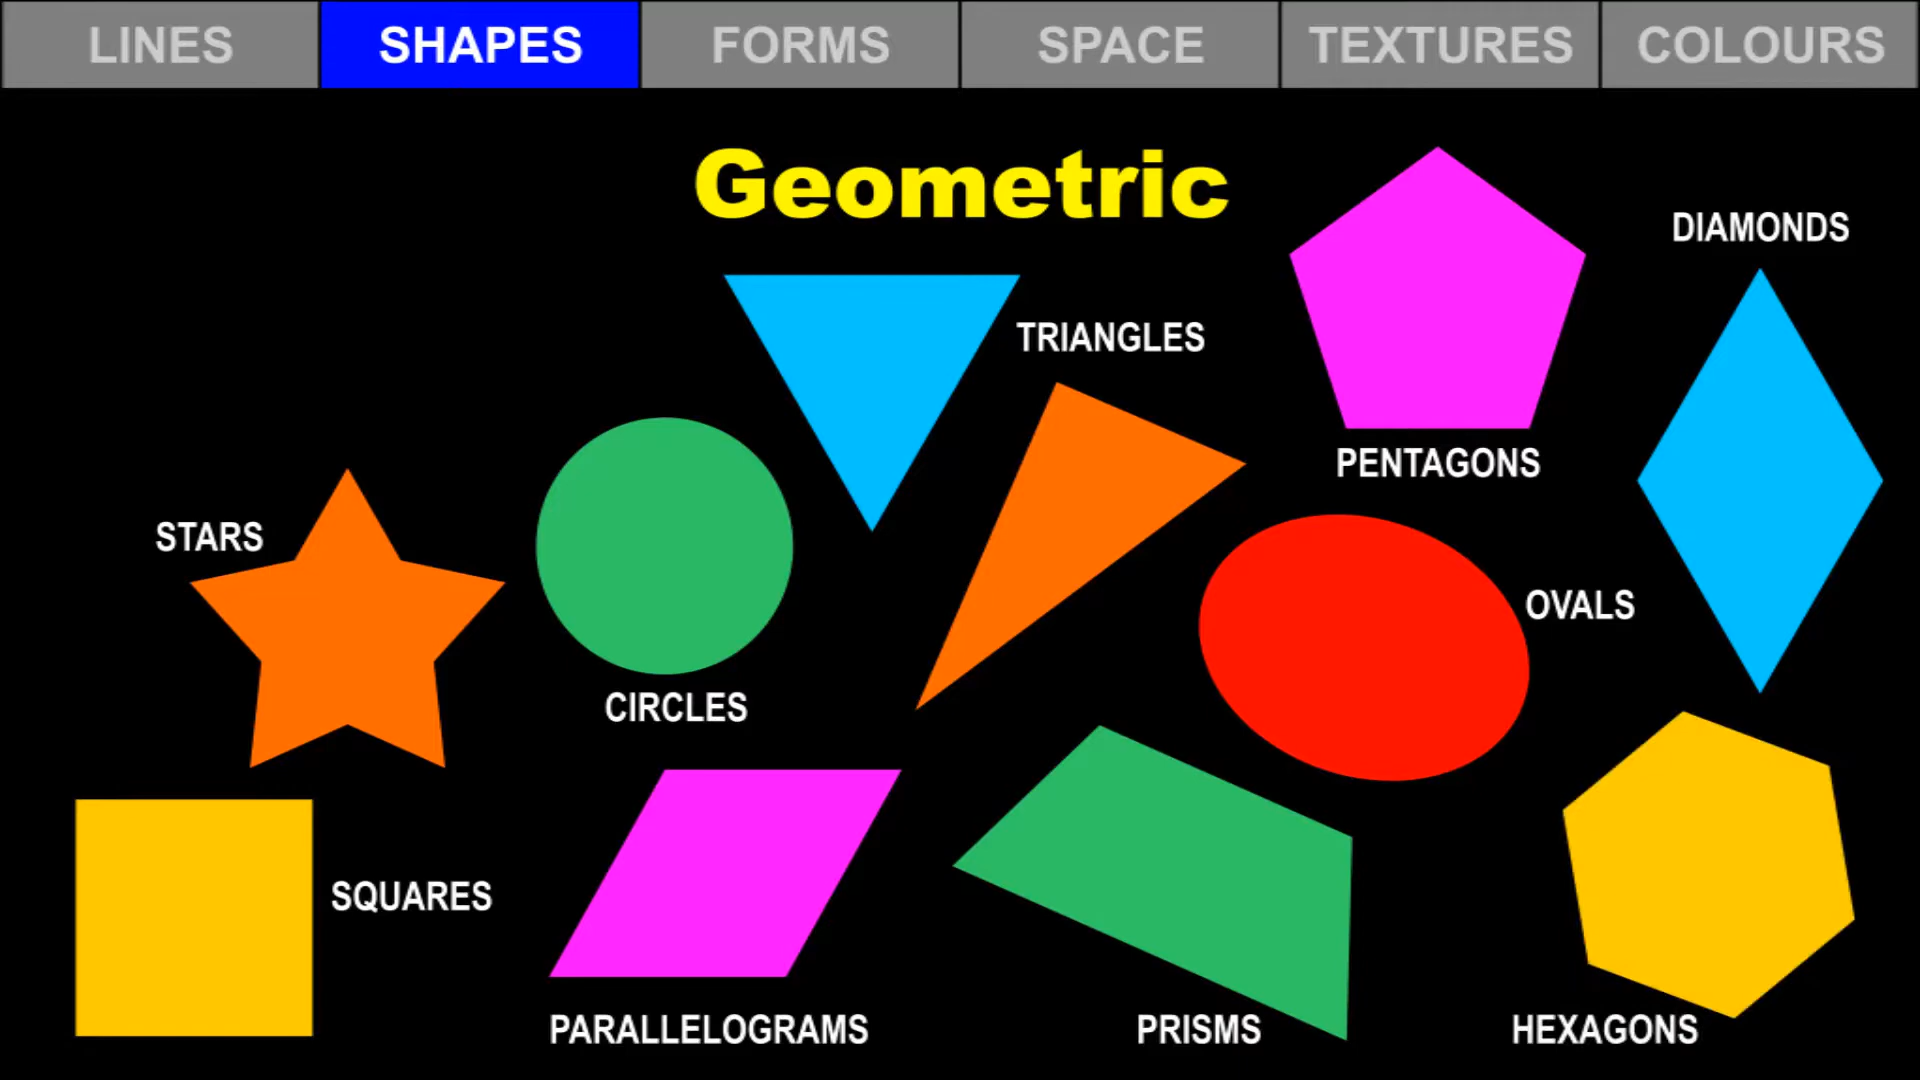 LINES
SHAPES
FORMS
SPACE
TEXTURES
COLOURS
Geometric
DIAMONDS
TRIANGLES
PENTAGONS
STARS
OVALS
CIRCLES
SQUARES
PARALLELOGRAMS
PRISMS
HEXAGONS